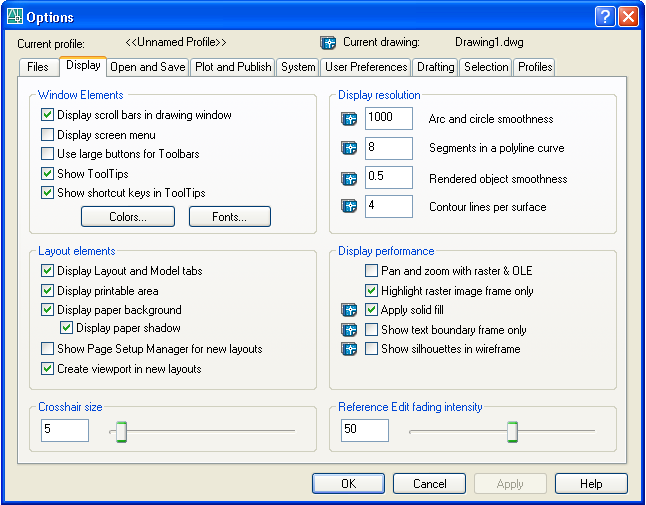 Options
Current profile: <<Unnamed Profile>> Current drawing: Drawing1.dwg
Files Display Open and Save Plot and Publish System User Preferences Drafting Selection Profiles
Window Elements
Display scroll bars in drawing window
Display screen menu
Use large buttons for Toolbars
Show ToolTips
Show shortcut keys in ToolTips
Colors... Fonts...
Display resolution
1000 Arc and circle smoothness
8 Segments in a polyline curve
0.5 Rendered object smoothness
4 Contour lines per surface
Layout elements
Display Layout and Model tabs
Display printable area
Display paper background
Display paper shadow
Show Page Setup Manager for new layouts
Create viewport in new layouts
Display performance
Pan and zoom with raster & OLE
Highlight raster image frame only
Apply solid fill
Show text boundary frame only
Show silhouettes in wireframe
Crosshair size
5
Reference Edit fading intensity
50
OK Cancel Apply Help